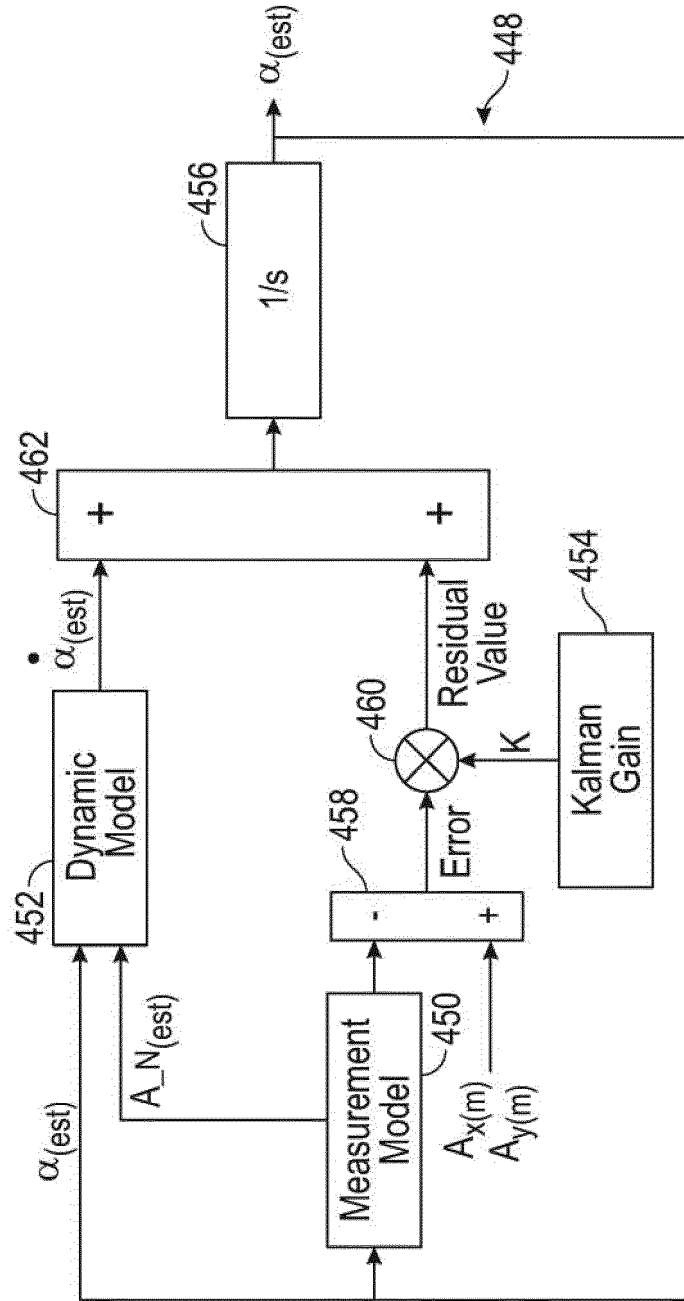 α(est)
452
Dynamic
Model
α̇(est)
462
+
+
456
1/s
α(est)
448
A_N(est)
Measurement
Model
450
Ax(m)
Ay(m)
458
-
+
Error
460
Residual
Value
K
Kalman
Gain
454